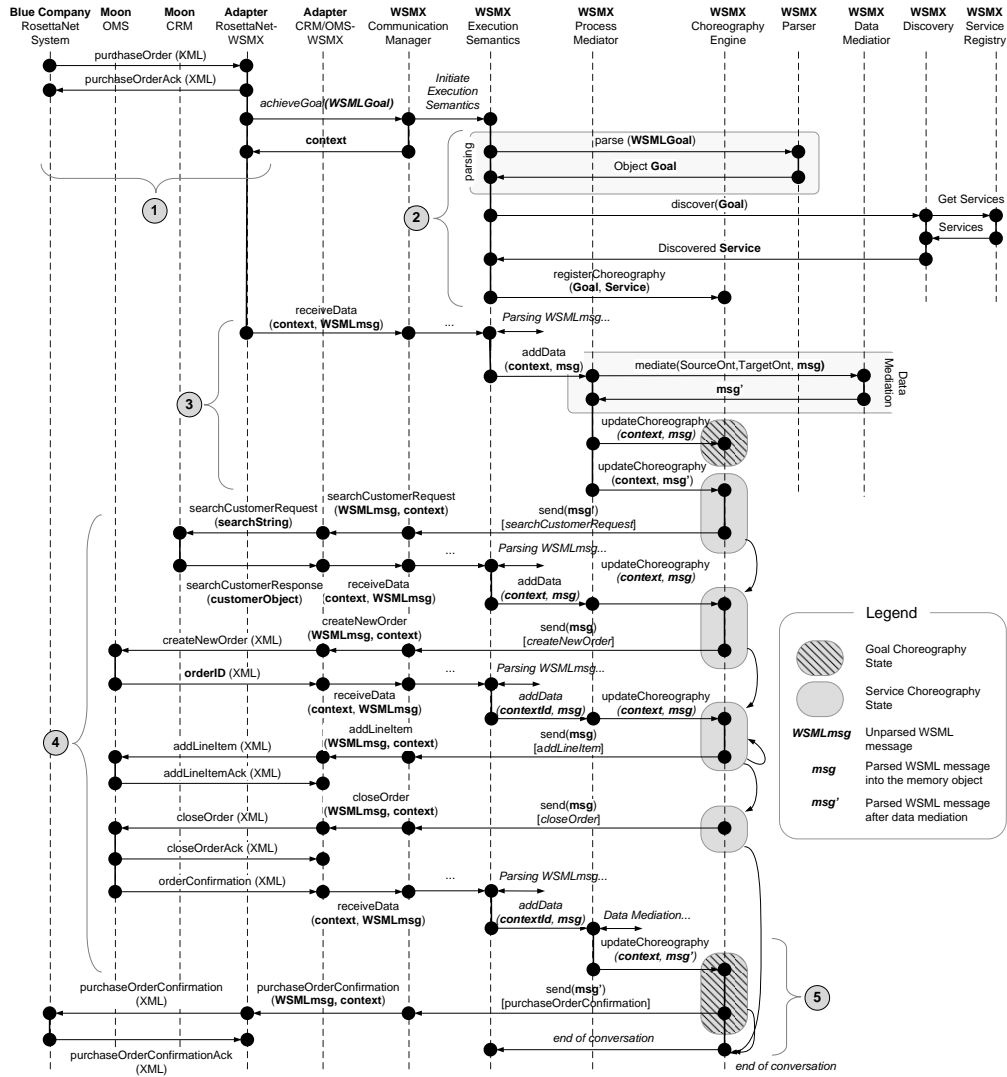 Blue Company Moon Moon Adapter Adapter WSMX WSMX WSMX WSMX WSMX WSMX WSMX WSMX
RosettaNet OMS CRM RosettaNet- CRM/OMS- Communication Execution Process Choreography Parser Data Discovery Service
System WSMX WSMX Manager Semantics Mediator Engine Mediatior Registry
purchaseOrder (XML)
purchaseOrderAck (XML)
Initiate
Execution
Semantics
achieveGoal(WSMLGoal)
context
parsing
parse (WSMLGoal)
Object Goal
1
2
discover(Goal)
Get Services
Services
Discovered Service
registerChoreography
(Goal, Service)
receiveData
(context, WSMLmsg)
...
Parsing WSMLmsg...
addData
(context, msg)
mediate(SourceOnt,TargetOnt, msg)
msg'
Data
Mediation
3
updateChoreography
(context, msg)
updateChoreography
(context, msg')
searchCustomerRequest
(searchString)
searchCustomerRequest
(WSMLmsg, context)
send(msg')
[searchCustomerRequest]
...
Parsing WSMLmsg...
searchCustomerResponse
(customerObject)
receiveData
(context, WSMLmsg)
addData
(context, msg)
updateChoreography
(context, msg)
createNewOrder (XML)
createNewOrder
(WSMLmsg, context)
send(msg)
[createNewOrder]
orderID (XML)
...
Parsing WSMLmsg...
receiveData
(context, WSMLmsg)
addData
(contextId, msg)
updateChoreography
(context, msg)
4
addLineItem (XML)
addLineItem
(WSMLmsg, context)
send(msg)
[addLineItem]
addLineItemAck (XML)
closeOrder (XML)
closeOrder
(WSMLmsg, context)
send(msg)
[closeOrder]
closeOrderAck (XML)
orderConfirmation (XML)
...
Parsing WSMLmsg...
receiveData
(context, WSMLmsg)
addData
(contextId, msg)
Data Mediation...
updateChoreography
(context, msg')
purchaseOrderConfirmation
(XML)
purchaseOrderConfirmation
(WSMLmsg, context)
send(msg')
[purchaseOrderConfirmation]
5
end of conversation
purchaseOrderConfirmationAck
(XML)
end of conversation
Legend
Goal Choreography
State
Service Choreography
State
WSMLmsg Unparsed WSML
message
msg Parsed WSML message
into the memory object
msg' Parsed WSML message
after data mediation